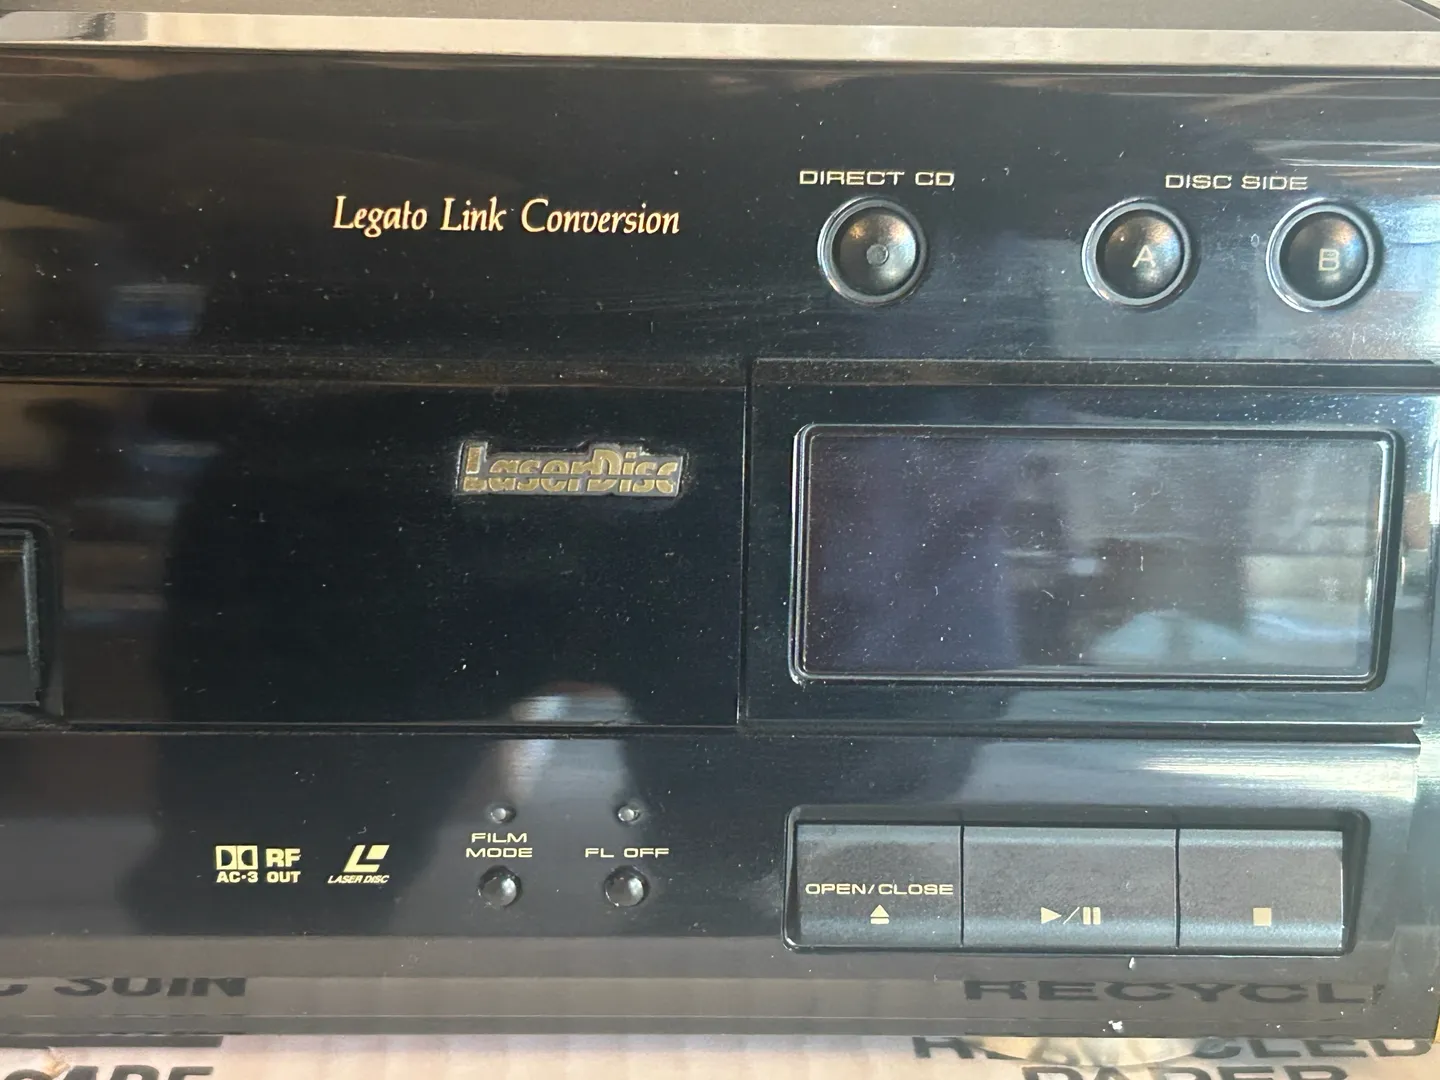 DIRECT CD
DISC SIDE
Legato Link Conversion
A
B
LaserDisc
FILM
MODE
FL OFF
RF
AC-3 OUT
LASER DISC
OPEN/CLOSE
RECYCL
PAPER